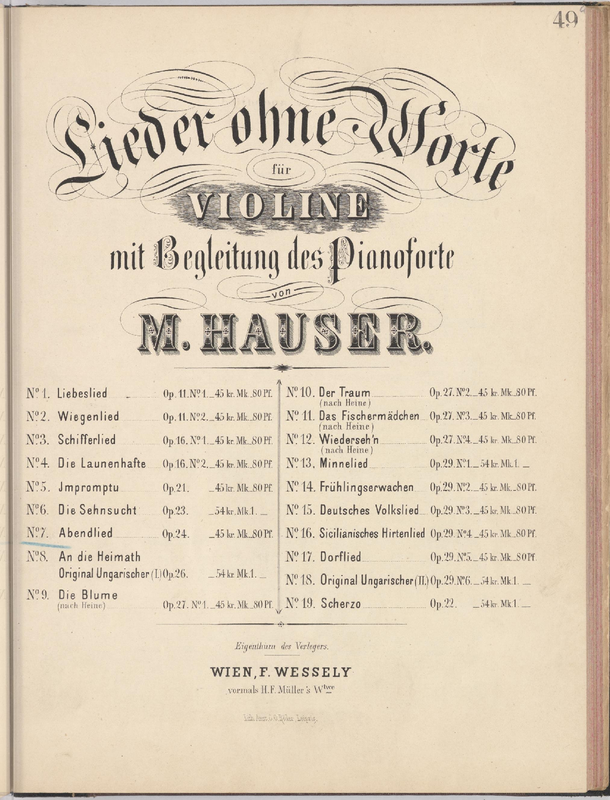 49
Lieder ohne Worte
für
VIOLINE
mit Begleitung des Pianoforte
von
M. HAUSER.
No. 1. Liebeslied Op. 11. No. 1. 45 kr. Mk. 80 Pf.
No. 2. Wiegenlied Op. 11. No. 2. 45 kr. Mk. 80 Pf.
No. 3. Schifferlied Op. 16. No. 1. 45 kr. Mk. 80 Pf.
No. 4. Die Launenhafte Op. 16. No. 2. 45 kr. Mk. 80 Pf.
No. 5. Jmpromptu Op. 21. 45 kr. Mk. 80 Pf.
No. 6. Die Sehnsucht Op. 23. 54 kr. Mk. 1.
No. 7. Abendlied Op. 24. 45 kr. Mk. 80 Pf.
No. 8. An die Heimath
Original Ungarischer (I.) Op. 26. 54 kr. Mk. 1.
No. 9. Die Blume Op. 27. No. 1. 45 kr. Mk. 80 Pf.
(nach Heine)
No. 10. Der Traum Op. 27. No. 2. 45 kr. Mk. 80 Pf.
(nach Heine)
No. 11. Das Fischermädchen Op. 27. No. 3. 45 kr. Mk. 80 Pf.
(nach Heine)
No. 12. Wiederseh'n Op. 27. No. 4. 45 kr. Mk. 80 Pf.
(nach Heine)
No. 13. Minnelied Op. 29. No. 1. 54 kr. Mk. 1.
No. 14. Frühlingserwachen Op. 29. No. 2. 45 kr. Mk. 80 Pf.
No. 15. Deutsches Volkslied Op. 29. No. 3. 45 kr. Mk. 80 Pf.
No. 16. Sicilianisches Hirtenlied Op. 29. No. 4. 45 kr. Mk. 80 Pf.
No. 17. Dorflied Op. 29. No. 5. 45 kr. Mk. 80 Pf.
No. 18. Original Ungarischer (II.) Op. 29. No. 6. 54 kr. Mk. 1.
No. 19. Scherzo Op. 22. 54 kr. Mk. 1.
Eigenthum des Verlegers.
WIEN, F. WESSELY
vormals H. F. Müller's Wtwe
Leipzig.